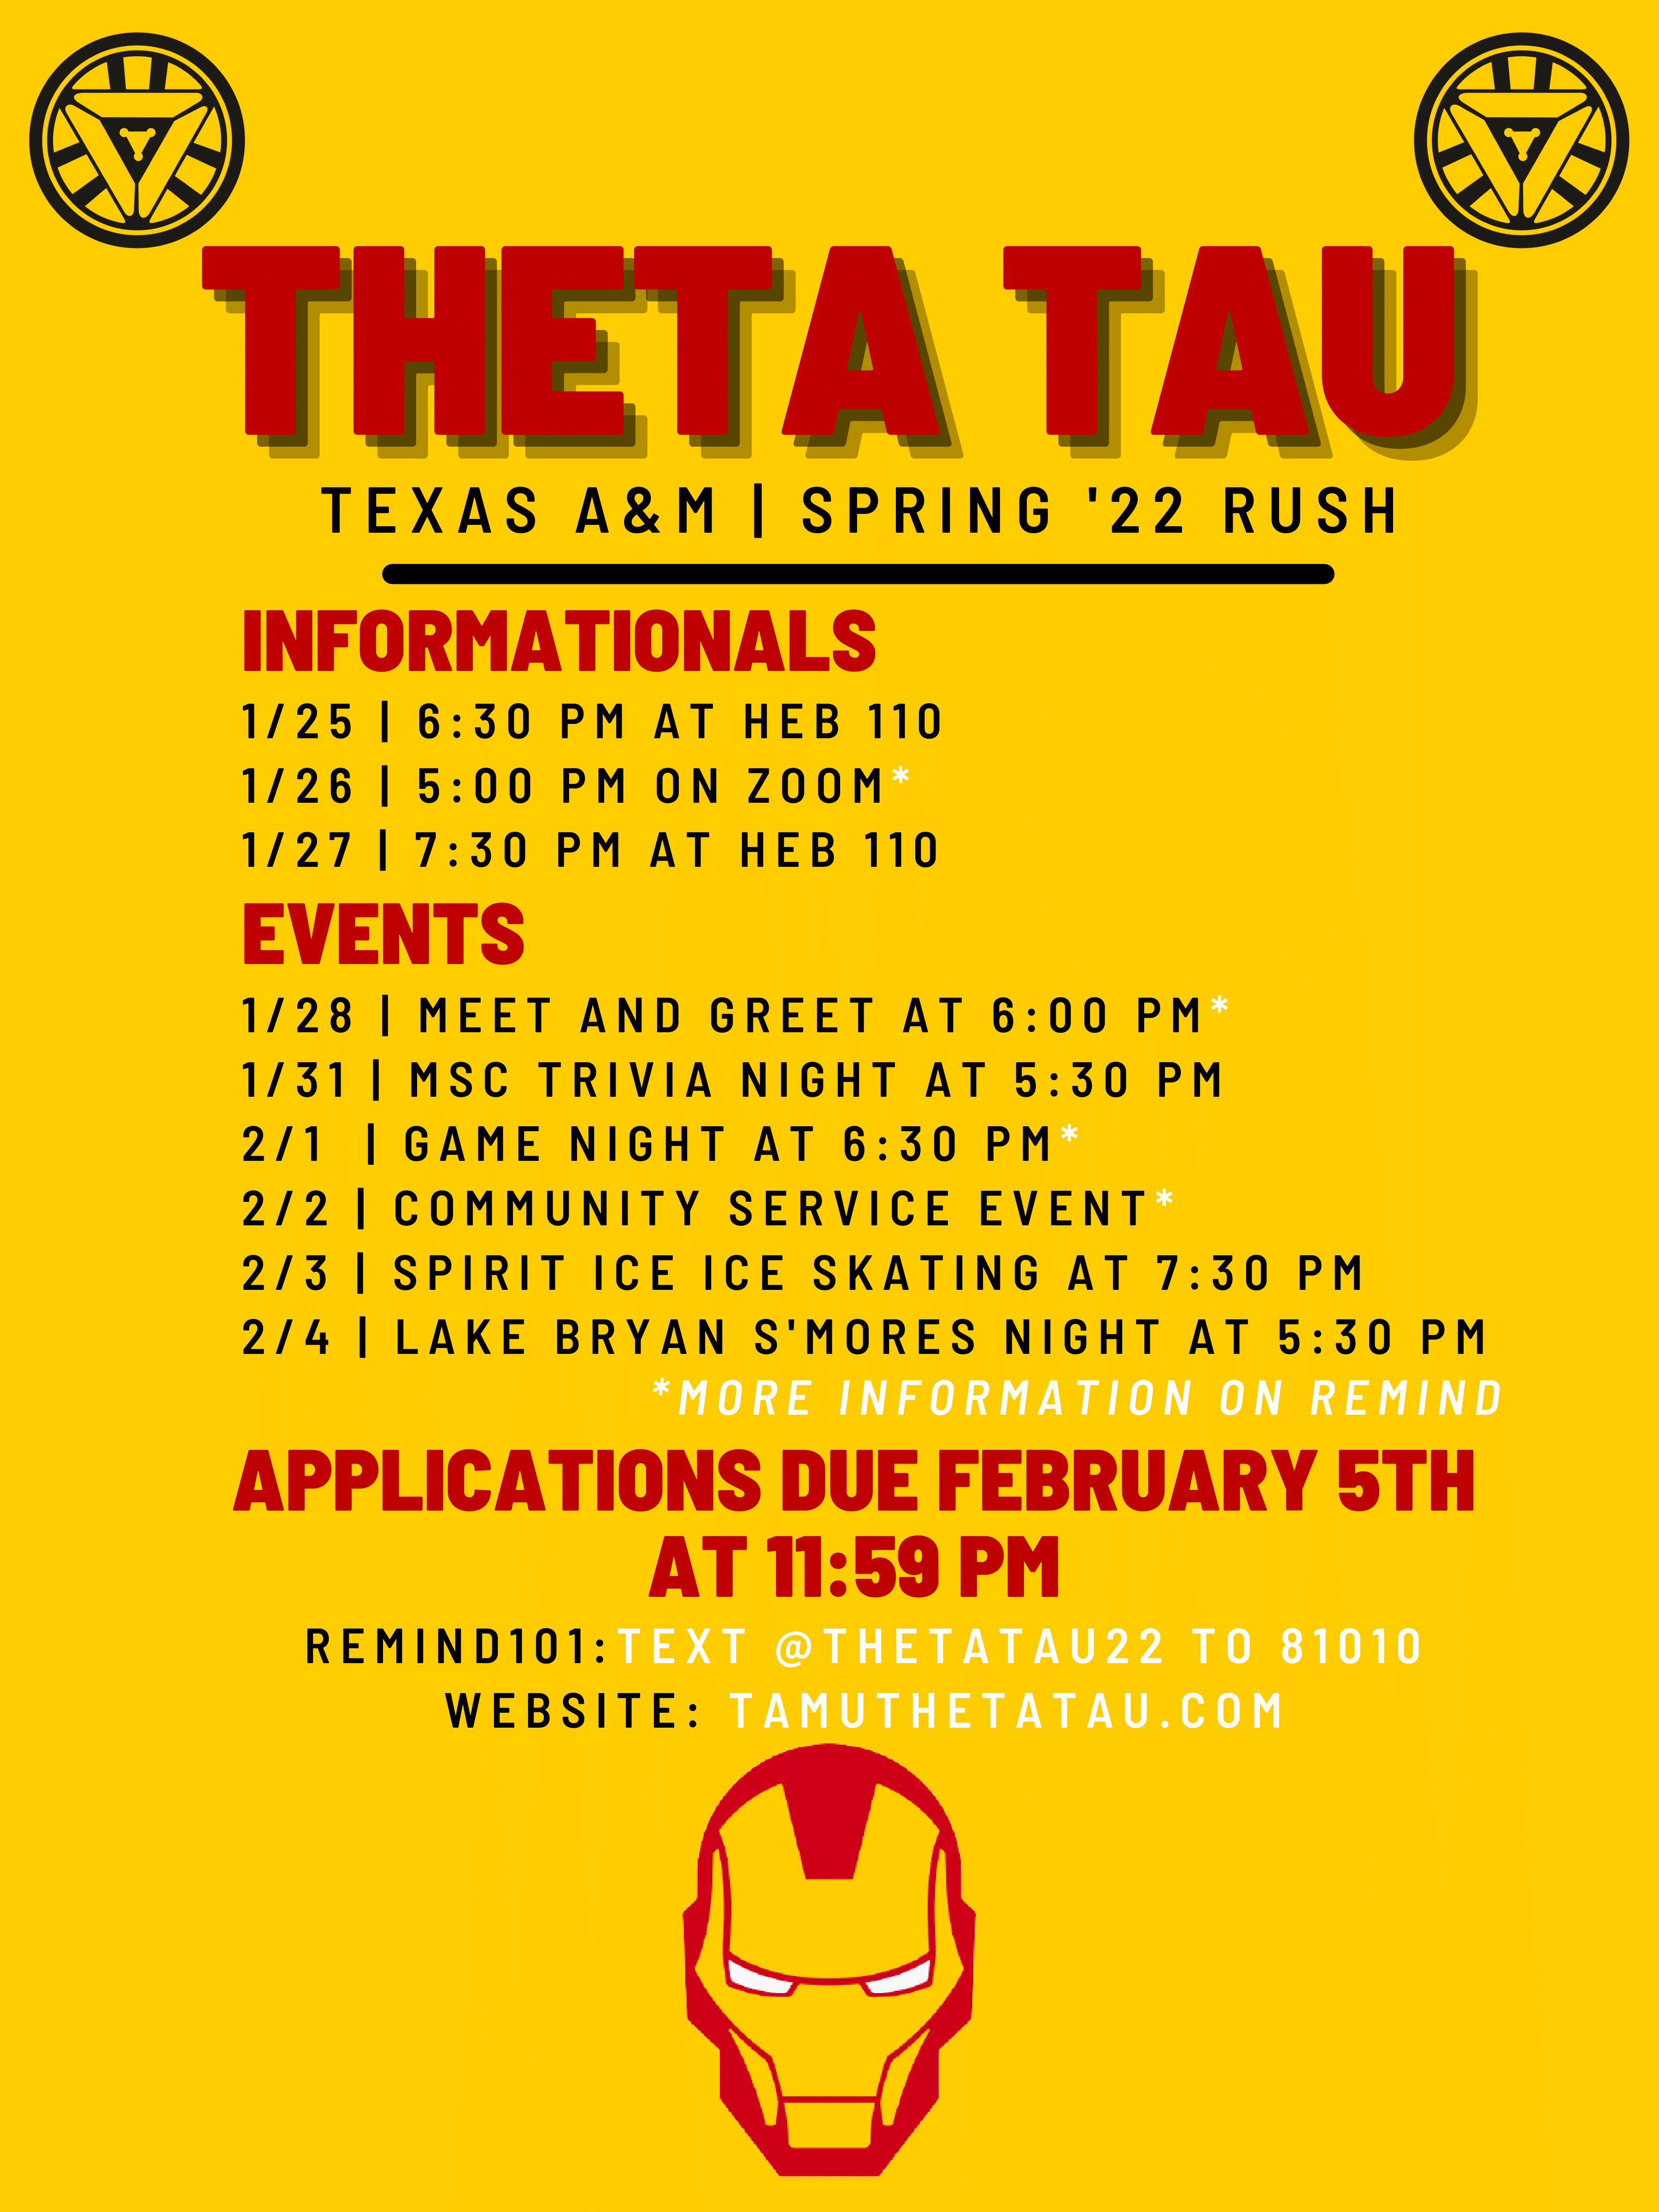 THETA TAU
TEXAS A&M | SPRING '22 RUSH
INFORMATIONALS
1/25 | 6:30 PM AT HEB 110
1/26 | 5:00 PM ON ZOOM*
1/27 | 7:30 PM AT HEB 110
EVENTS
1/28 | MEET AND GREET AT 6:00 PM*
1/31 | MSC TRIVIA NIGHT AT 5:30 PM
2/1 | GAME NIGHT AT 6:30 PM*
2/2 | COMMUNITY SERVICE EVENT*
2/3 | SPIRIT ICE ICE SKATING AT 7:30 PM
2/4 | LAKE BRYAN S'MORES NIGHT AT 5:30 PM
*MORE INFORMATION ON REMIND
APPLICATIONS DUE FEBRUARY 5TH
AT 11:59 PM
REMIND101:TEXT @THETATAU22 TO 81010
WEBSITE: TAMUTHETATAU.COM